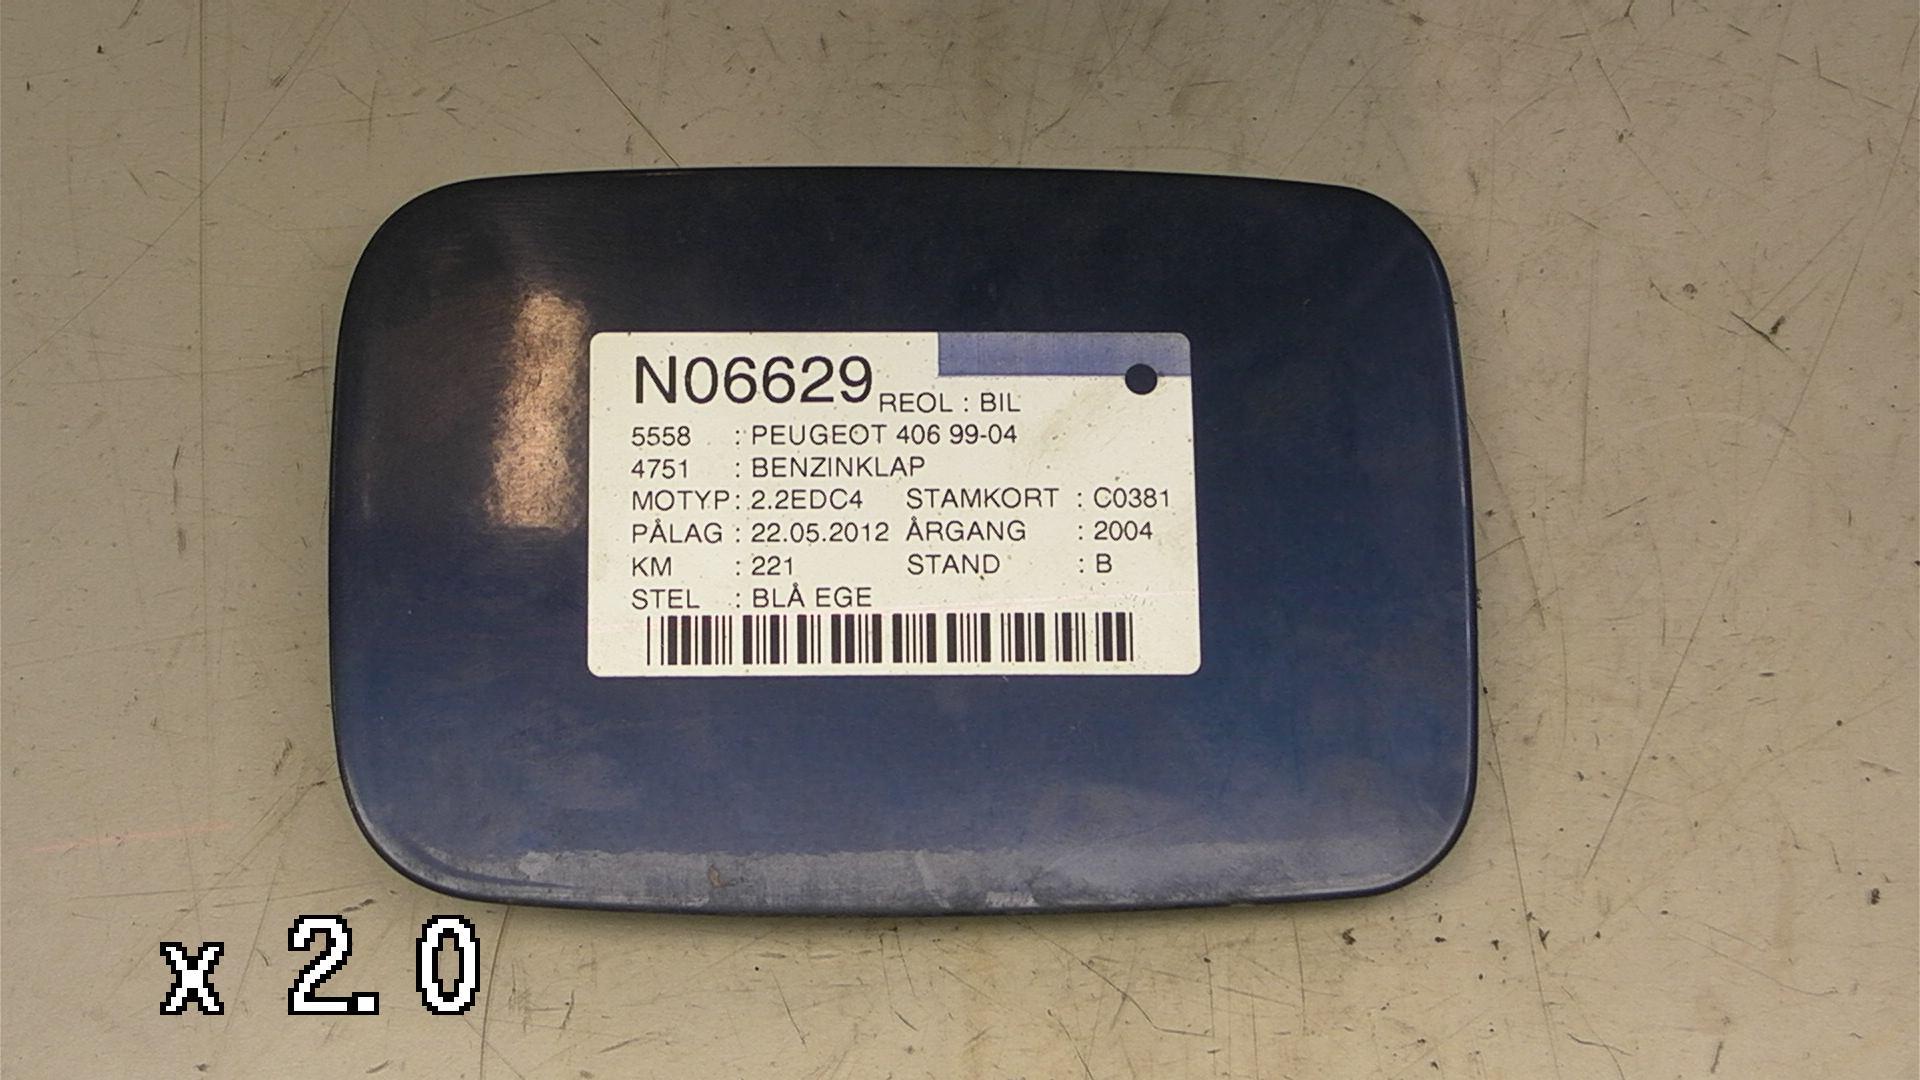 N06629 REOL : BIL
5558 : PEUGEOT 406 99-04
4751 : BENZINKLAP
MOTYP : 2.2EDC4 STAMKORT : C0381
PÅLAG : 22.05.2012 ÅRGANG : 2004
KM : 221 STAND : B
STEL : BLÅ EGE
x 2.0